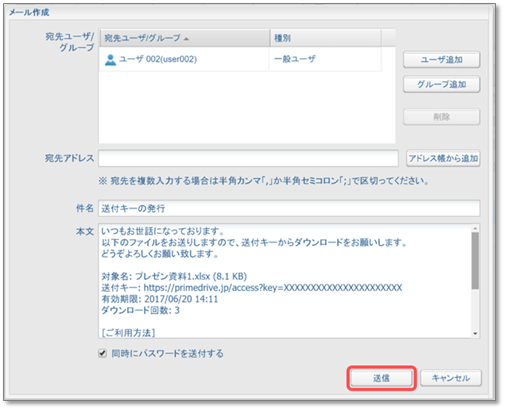 メール作成
宛先ユーザ/
グループ
宛先ユーザ/グループ 種別
ユーザ 002(user002) 一般ユーザ
ユーザ追加
グループ追加
削除
宛先アドレス
アドレス帳から追加
※ 宛先を複数入力する場合は半角カンマ「,」か半角セミコロン「;」で区切ってください。
件名 送付キーの発行
本文
いつもお世話になっております。
以下のファイルをお送りしますので、送付キーからダウンロードをお願いします。
どうぞよろしくお願い致します。
対象名: プレゼン資料1.xlsx (8.1 KB)
送付キー: https://primedrive.jp/access?key=XXXXXXXXXXXXXXXXXXXXXX
有効期限: 2017/06/20 14:11
ダウンロード回数: 3
[ご利用方法]
同時にパスワードを送付する
送信 キャンセル